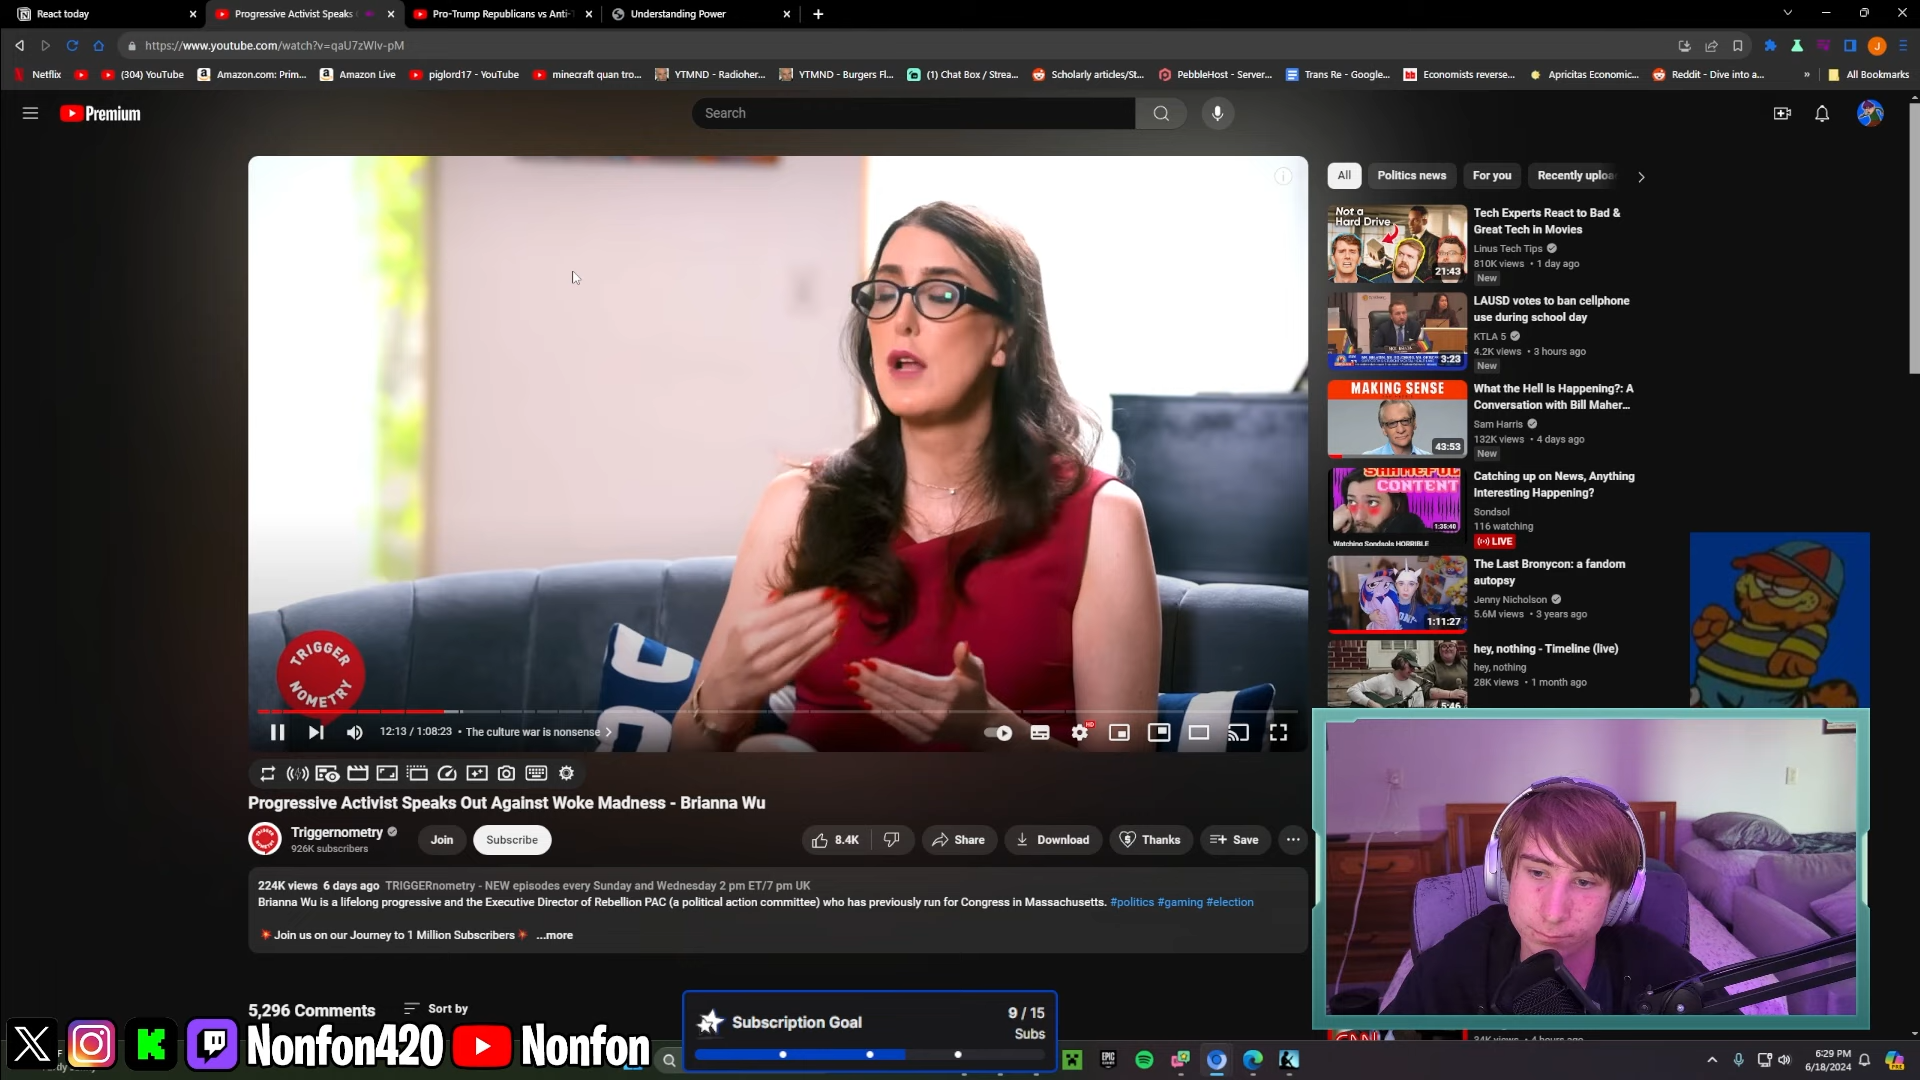 React today
Progressive Activist Speaks
Pro-Trump Republicans vs Anti-
Understanding Power
https://www.youtube.com/watch?v=qaU7zWIv-pM
Netflix
(304) YouTube
Amazon.com: Prim...
Amazon Live
piglord17 - YouTube
minecraft quan tro...
YTMND - Radioher...
YTMND - Burgers Fl...
(1) Chat Box / Strea...
Scholarly articles/St...
PebbleHost - Server...
Trans Re - Google...
Economists reverse...
Apricitas Economic...
Reddit - Dive into a...
All Bookmarks
Premium
Search
All
Politics news
For you
Recently uploa
Not a
Hard Drive
21:43
Tech Experts React to Bad &
Great Tech in Movies
Linus Tech Tips
810K views • 1 day ago
New
3:23
LAUSD votes to ban cellphone
use during school day
KTLA 5
4.2K views • 3 hours ago
New
MAKING SENSE
43:53
What the Hell Is Happening?: A
Conversation with Bill Maher...
Sam Harris
132K views • 4 days ago
New
CONTENT
1:35:40
Watching Sondsols HORRIBLE
Catching up on News, Anything
Interesting Happening?
Sondsol
116 watching
LIVE
1:11:27
The Last Bronycon: a fandom
autopsy
Jenny Nicholson
5.6M views • 3 years ago
5:46
hey, nothing - Timeline (live)
hey, nothing
28K views • 1 month ago
TRIGGER
NOMETRY
12:13 / 1:08:23 • The culture war is nonsense
HD
Progressive Activist Speaks Out Against Woke Madness - Brianna Wu
Triggernometry
926K subscribers
Join
Subscribe
8.4K
Share
Download
Thanks
Save
224K views 6 days ago TRIGGERnometry - NEW episodes every Sunday and Wednesday 2 pm ET/7 pm UK
Brianna Wu is a lifelong progressive and the Executive Director of Rebellion PAC (a political action committee) who has previously run for Congress in Massachusetts. #politics #gaming #election
Join us on our Journey to 1 Million Subscribers ...more
5,296 Comments
Sort by
Nonfon420
Nonfon
Subscription Goal
9 / 15
Subs
6:29 PM
6/18/2024